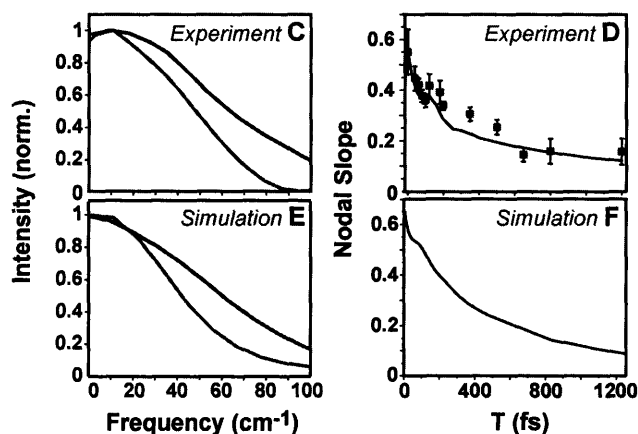 Experiment C
1
0.8
0.6
0.4
0.2
0
Simulation E
1
0.8
0.6
0.4
0.2
0
0 20 40 60 80 100
Frequency (cm-1)
Intensity (norm.)
Experiment D
0.6
0.4
0.2
0
Simulation F
0.6
0.4
0.2
0 400 800 1200
T (fs)
Nodal Slope